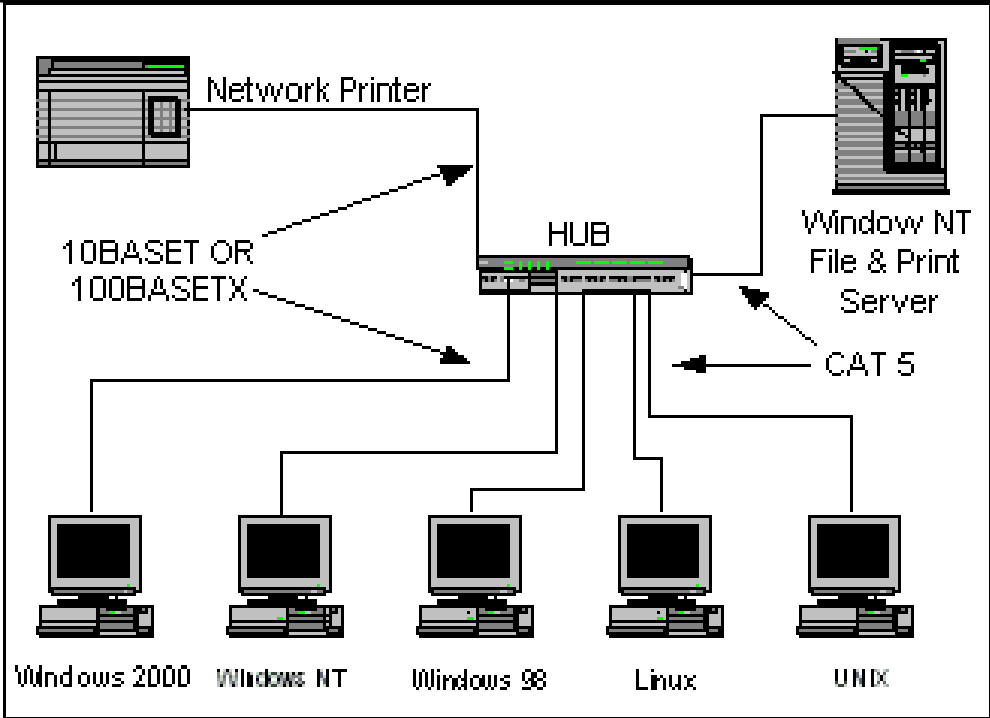 Network Printer
10BASET OR
100BASETX
HUB
Window NT
File & Print
Server
CAT 5
Windows 2000
Windows NT
Windows 98
Linux
UNIX